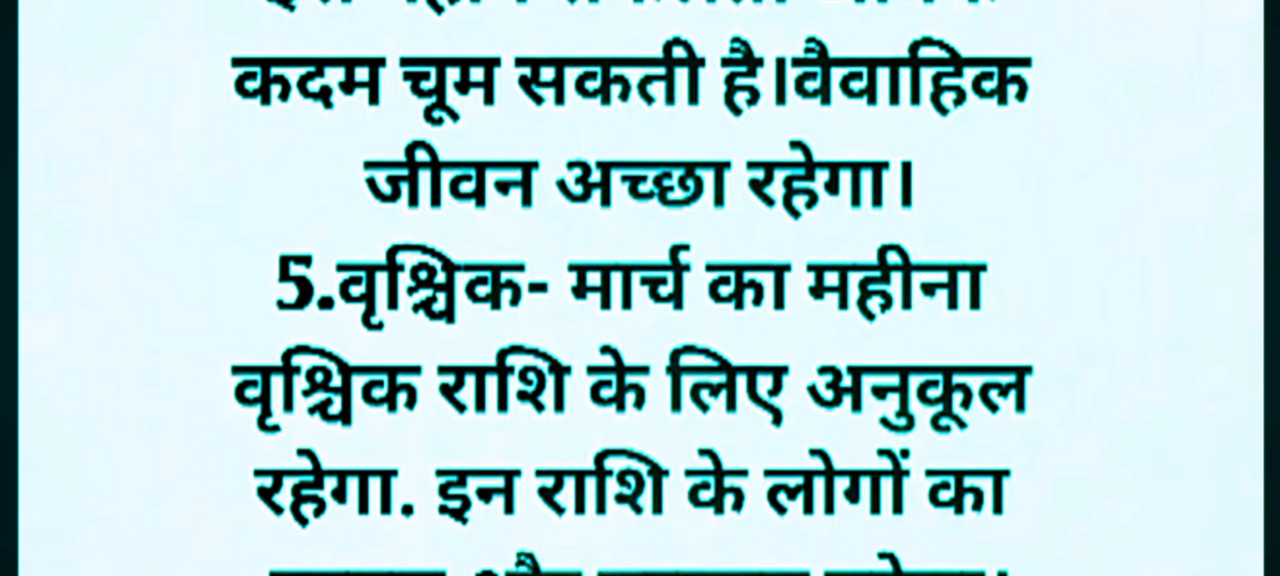 कदम चूम सकती है।वैवाहिक
जीवन अच्छा रहेगा।
5.वृश्चिक- मार्च का महीना
वृश्चिक राशि के लिए अनुकूल
रहेगा. इन राशि के लोगों का